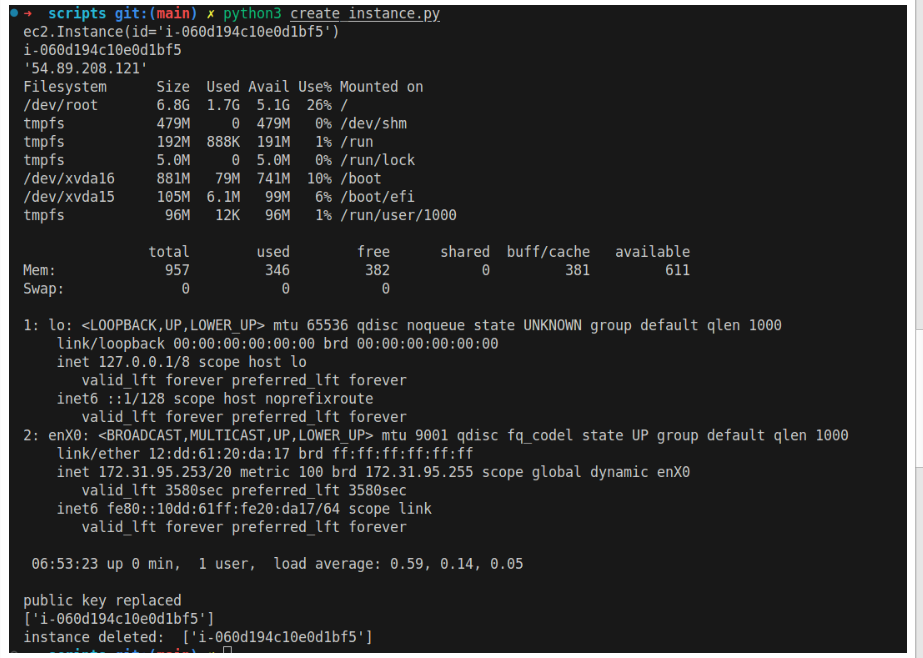 ➜  scripts git:(main) ✗ python3 create_instance.py
ec2.Instance(id='i-060d194c10e0d1bf5')
i-060d194c10e0d1bf5
'54.89.208.121'
Filesystem      Size  Used Avail Use% Mounted on
/dev/root       6.8G  1.7G  5.1G  26% /
tmpfs           479M     0  479M   0% /dev/shm
tmpfs           192M  888K  191M   1% /run
tmpfs           5.0M     0  5.0M   0% /run/lock
/dev/xvda16     881M   79M  741M  10% /boot
/dev/xvda15     105M  6.1M   99M   6% /boot/efi
tmpfs            96M   12K   96M   1% /run/user/1000
               total        used        free      shared  buff/cache   available
Mem:             957         346         382           0         381         611
Swap:              0           0           0
1: lo: <LOOPBACK,UP,LOWER_UP> mtu 65536 qdisc noqueue state UNKNOWN group default qlen 1000
    link/loopback 00:00:00:00:00:00 brd 00:00:00:00:00:00
    inet 127.0.0.1/8 scope host lo
       valid_lft forever preferred_lft forever
    inet6 ::1/128 scope host noprefixroute
       valid_lft forever preferred_lft forever
2: enX0: <BROADCAST,MULTICAST,UP,LOWER_UP> mtu 9001 qdisc fq_codel state UP group default qlen 1000
    link/ether 12:dd:61:20:da:17 brd ff:ff:ff:ff:ff:ff
    inet 172.31.95.253/20 metric 100 brd 172.31.95.255 scope global dynamic enX0
       valid_lft 3580sec preferred_lft 3580sec
    inet6 fe80::10dd:61ff:fe20:da17/64 scope link
       valid_lft forever preferred_lft forever
 06:53:23 up 0 min,  1 user,  load average: 0.59, 0.14, 0.05
public key replaced
['i-060d194c10e0d1bf5']
instance deleted:  ['i-060d194c10e0d1bf5']